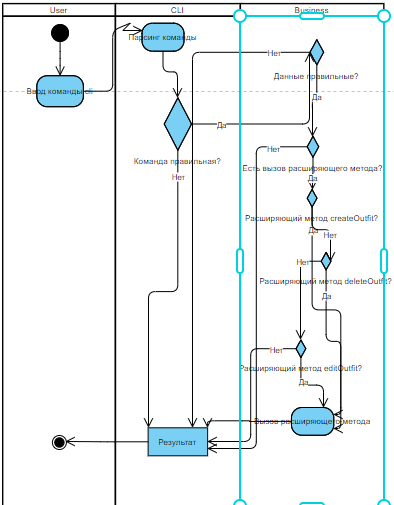 User
CLI
Business
Парсинг команды
Нет
Данные правильные?
Ввод команды cli
Да
Да
Нет
Команда правильная?
Есть вызов расширяющего метода?
Нет
Да
Расширяющий метод createOutfit?
Да
Нет
Нет
Расширяющий метод deleteOutfit?
Да
Нет
Расширяющий метод editOutfit?
Да
Вызов расширяющего метода
Результат